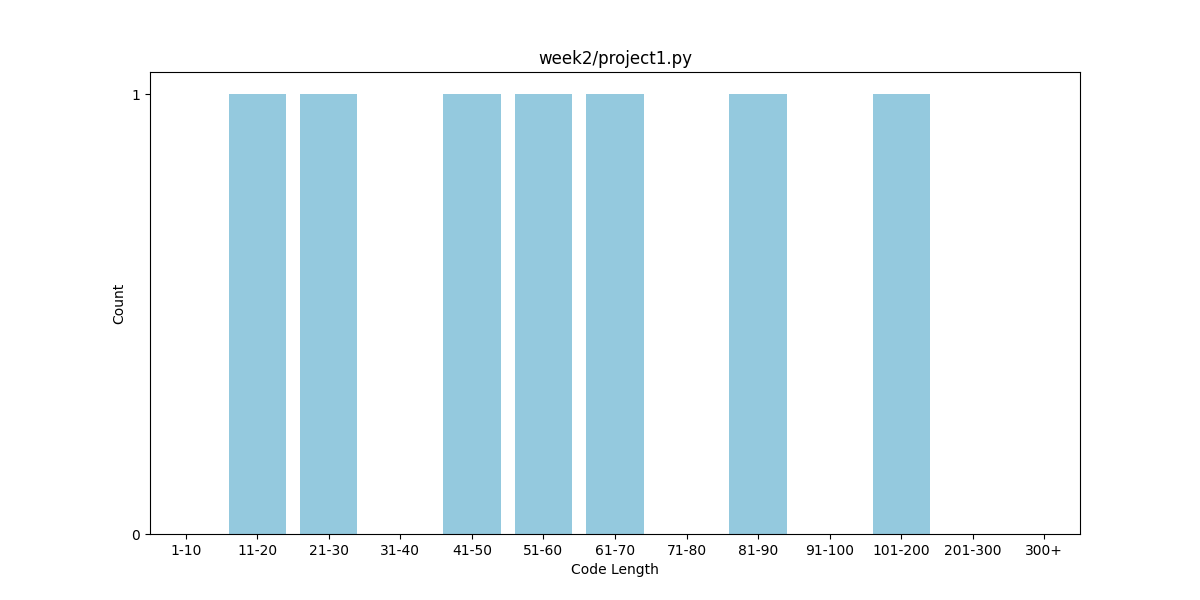 week2/project1.py
1
0
Count
1-10 11-20 21-30 31-40 41-50 51-60 61-70 71-80 81-90 91-100 101-200 201-300 300+
Code Length